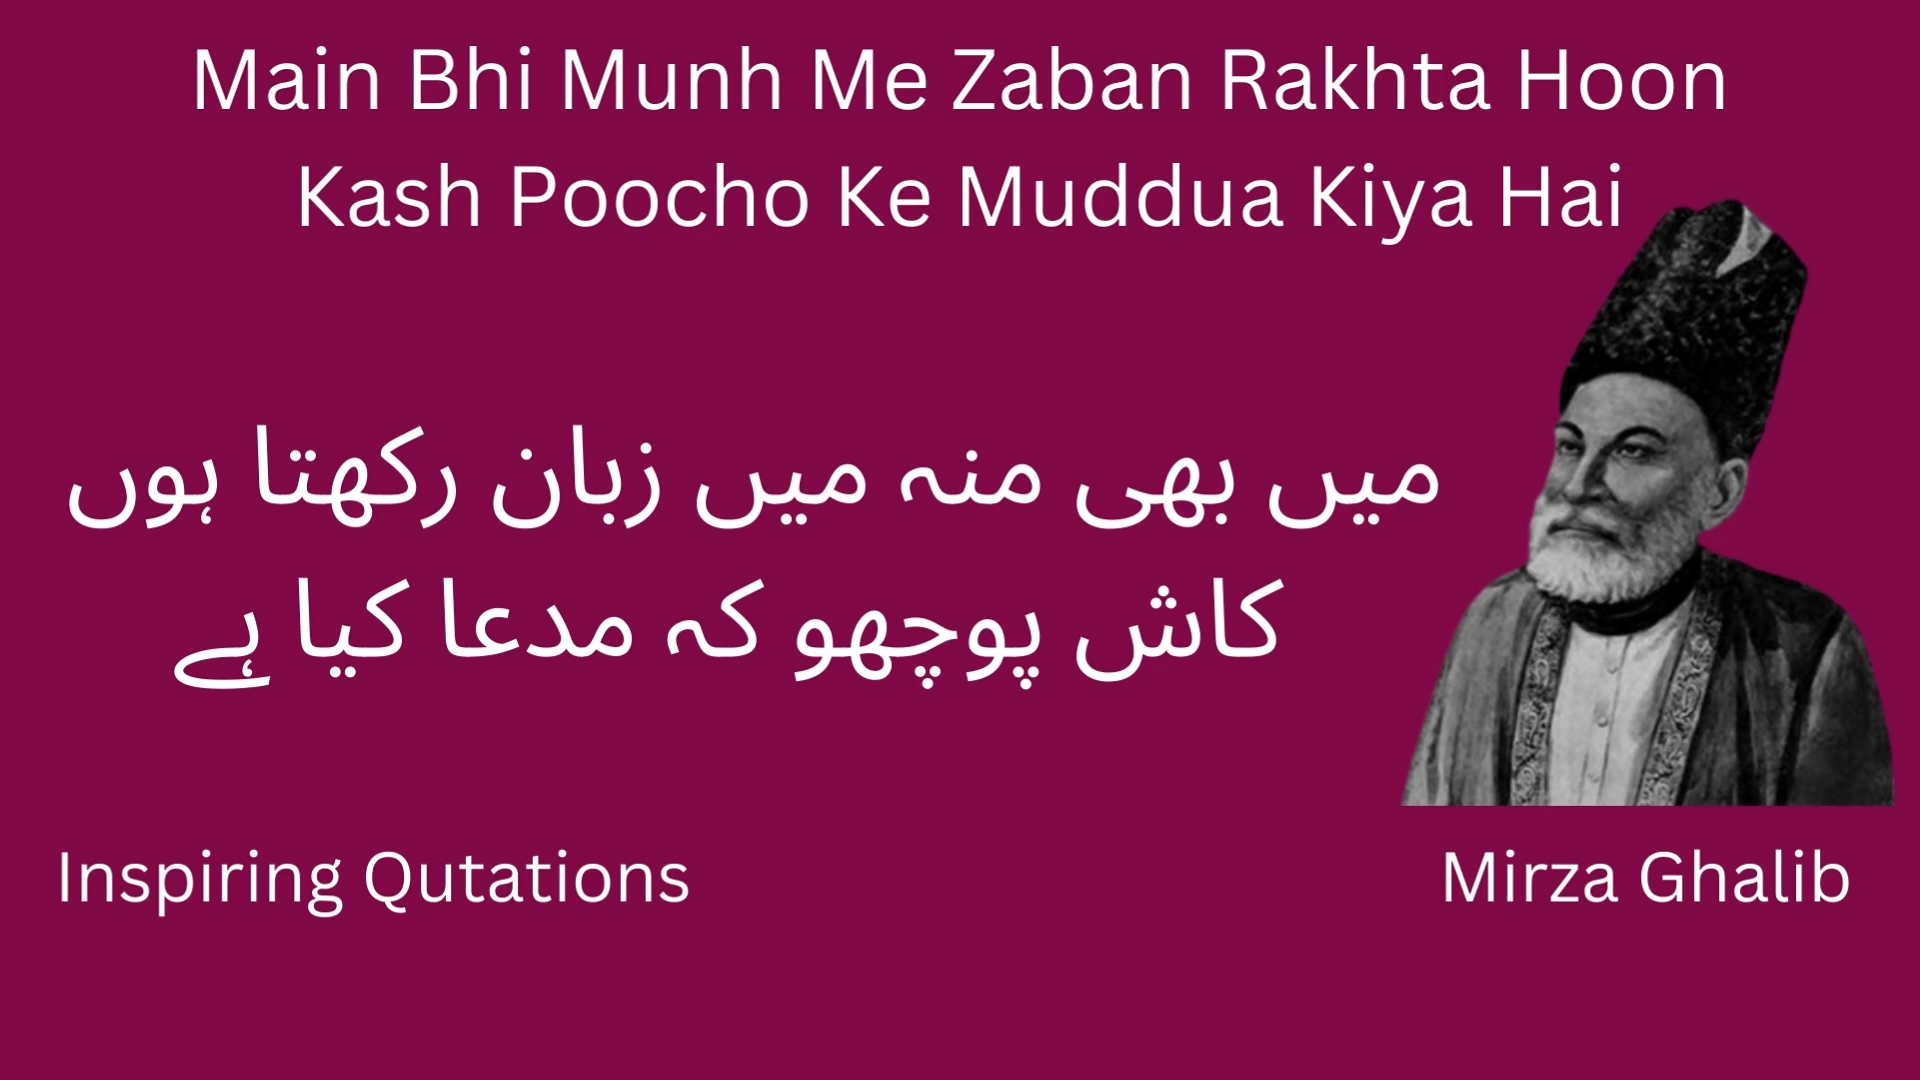 Main Bhi Munh Me Zaban Rakhta Hoon
Kash Poocho Ke Muddua Kiya Hai
میں بھی منہ میں زبان رکھتا ہوں
کاش پوچھو کہ مدعا کیا ہے
Inspiring Qutations
Mirza Ghalib